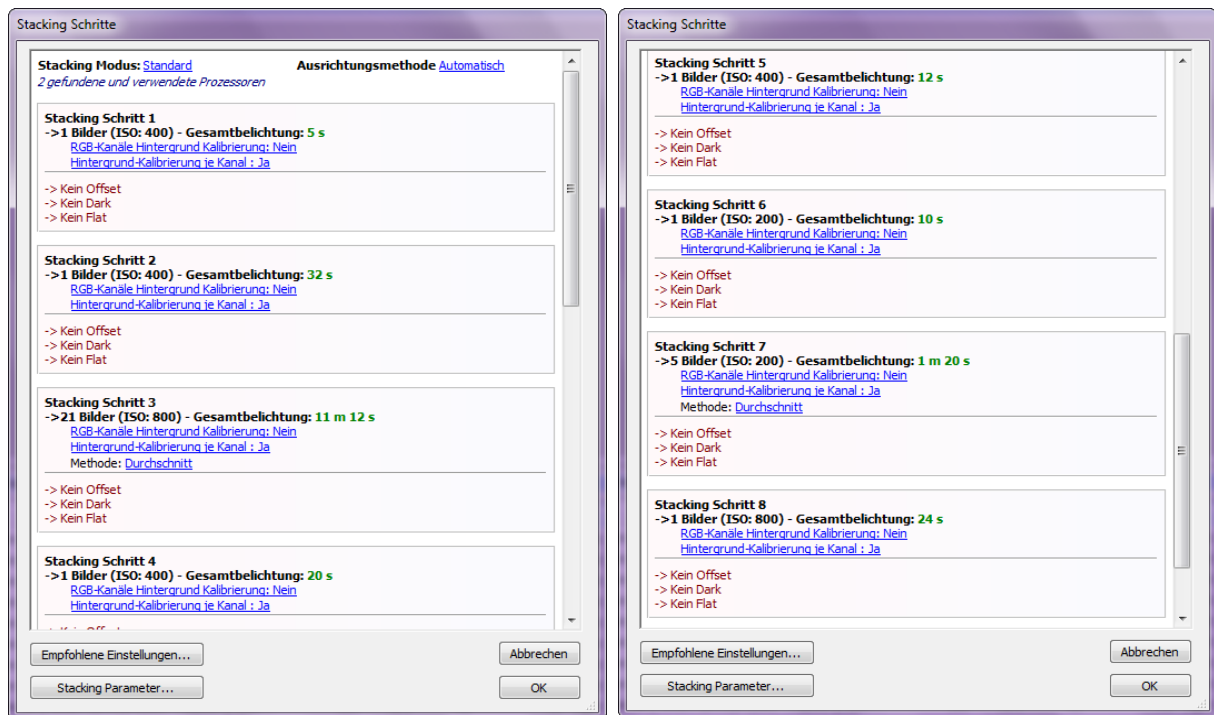 Stacking Schritte
Stacking Modus: Standard Ausrichtungsmethode Automatisch
2 gefundene und verwendete Prozessoren
Stacking Schritt 1
->1 Bilder (ISO: 400) - Gesamtbelichtung: 5 s
RGB-Kanäle Hintergrund Kalibrierung: Nein
Hintergrund-Kalibrierung je Kanal : Ja
-> Kein Offset
-> Kein Dark
-> Kein Flat
Stacking Schritt 2
->1 Bilder (ISO: 400) - Gesamtbelichtung: 32 s
RGB-Kanäle Hintergrund Kalibrierung: Nein
Hintergrund-Kalibrierung je Kanal : Ja
-> Kein Offset
-> Kein Dark
-> Kein Flat
Stacking Schritt 3
->21 Bilder (ISO: 800) - Gesamtbelichtung: 11 m 12 s
RGB-Kanäle Hintergrund Kalibrierung: Nein
Hintergrund-Kalibrierung je Kanal : Ja
Methode: Durchschnitt
-> Kein Offset
-> Kein Dark
-> Kein Flat
Stacking Schritt 4
->1 Bilder (ISO: 400) - Gesamtbelichtung: 20 s
RGB-Kanäle Hintergrund Kalibrierung: Nein
Hintergrund-Kalibrierung je Kanal : Ja
Empfohlene Einstellungen... Abbrechen
Stacking Parameter... OK
Stacking Schritte
Stacking Schritt 5
->1 Bilder (ISO: 400) - Gesamtbelichtung: 12 s
RGB-Kanäle Hintergrund Kalibrierung: Nein
Hintergrund-Kalibrierung je Kanal : Ja
-> Kein Offset
-> Kein Dark
-> Kein Flat
Stacking Schritt 6
->1 Bilder (ISO: 200) - Gesamtbelichtung: 10 s
RGB-Kanäle Hintergrund Kalibrierung: Nein
Hintergrund-Kalibrierung je Kanal : Ja
-> Kein Offset
-> Kein Dark
-> Kein Flat
Stacking Schritt 7
->5 Bilder (ISO: 200) - Gesamtbelichtung: 1 m 20 s
RGB-Kanäle Hintergrund Kalibrierung: Nein
Hintergrund-Kalibrierung je Kanal : Ja
Methode: Durchschnitt
-> Kein Offset
-> Kein Dark
-> Kein Flat
Stacking Schritt 8
->1 Bilder (ISO: 800) - Gesamtbelichtung: 24 s
RGB-Kanäle Hintergrund Kalibrierung: Nein
Hintergrund-Kalibrierung je Kanal : Ja
-> Kein Offset
-> Kein Dark
-> Kein Flat
Empfohlene Einstellungen... Abbrechen
Stacking Parameter... OK